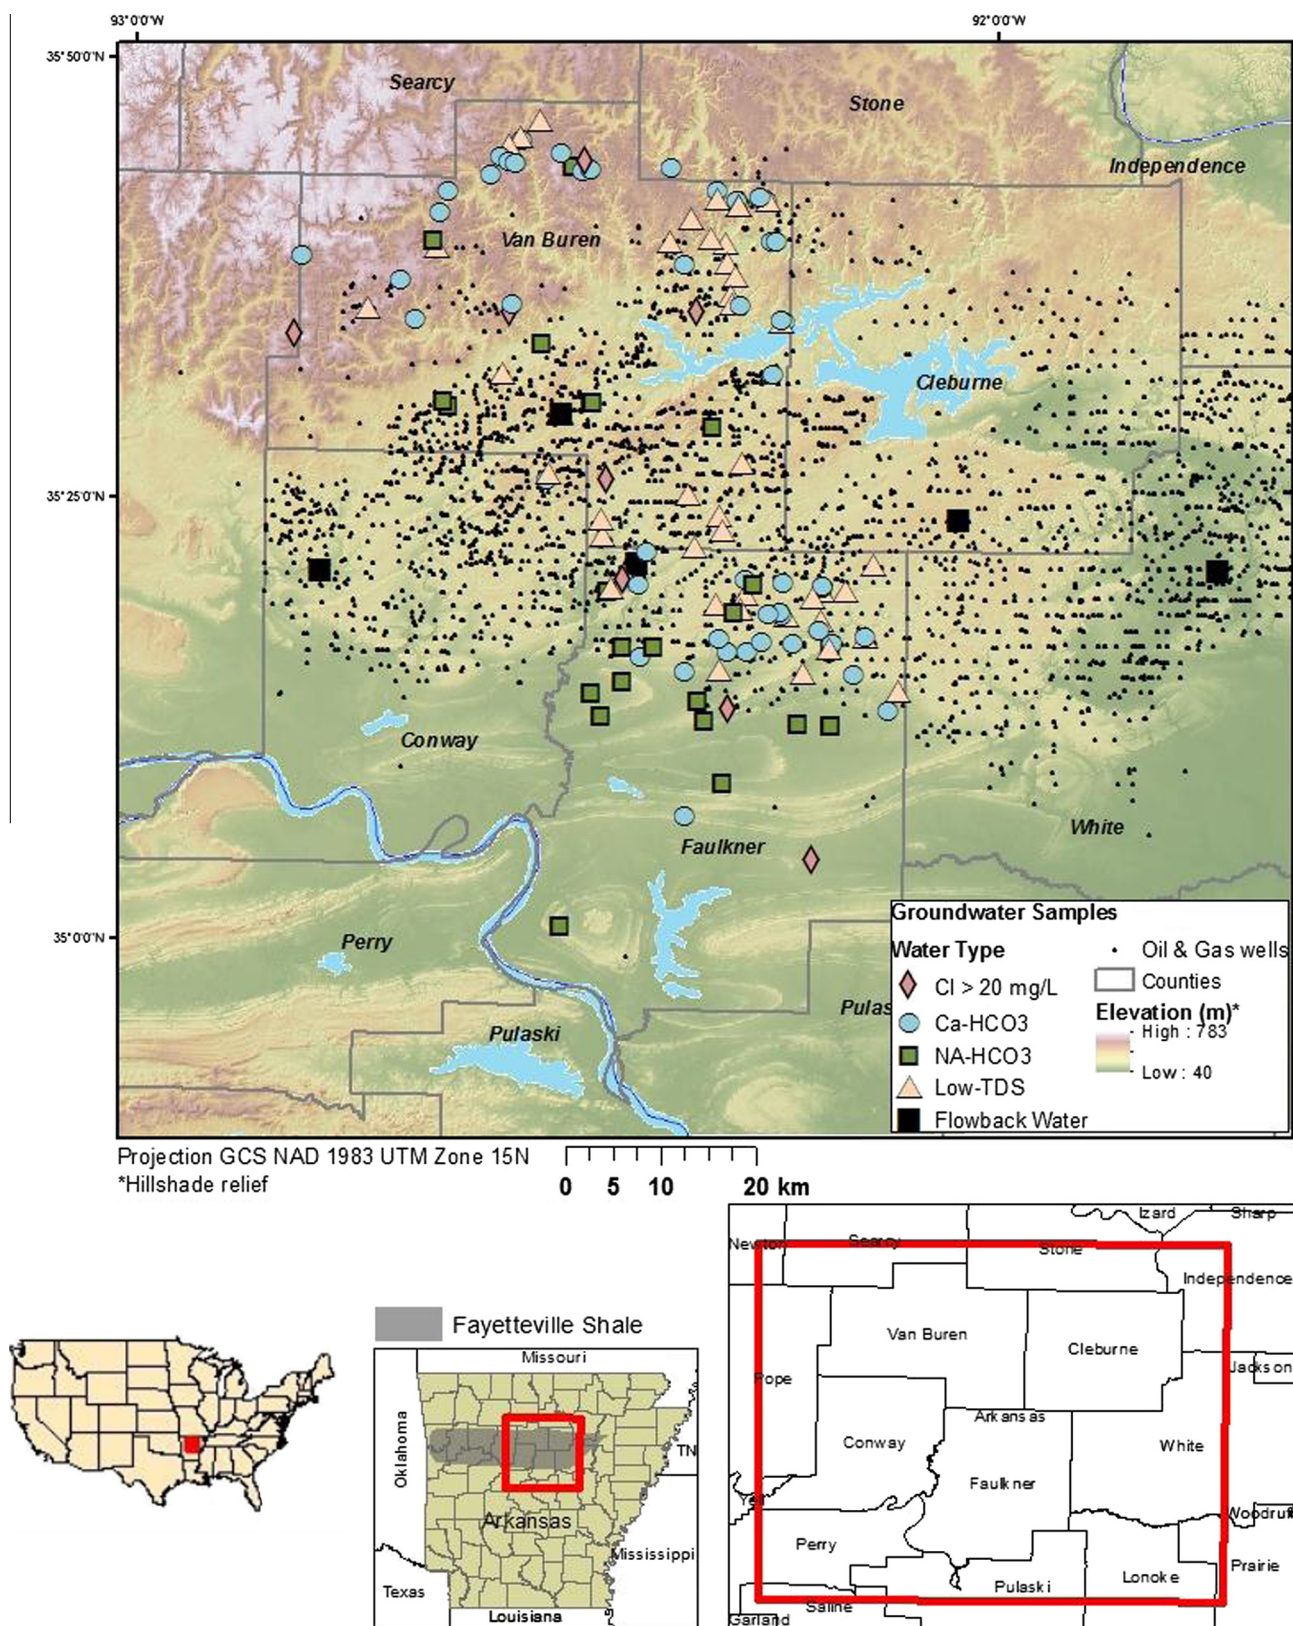 93°0'0"W
92°0'0"W
35°50'0"N
Searcy
Stone
Independence
Van Buren
Cleburne
35°25'0"N
Conway
White
Faulkner
35°0'0"N
Perry
Pulas
Pulaski
Groundwater Samples
Water Type
Cl > 20 mg/L
Ca-HCO3
NA-HCO3
Low-TDS
Flowback Water
Oil & Gas wells
Counties
Elevation (m)*
High : 783
Low : 40
Projection GCS NAD 1983 UTM Zone 15N
*Hillshade relief
0 5 10 20 km
Fayetteville Shale
Missouri
Oklahoma
TN
Arkansas
Mississippi
Texas
Louisiana
Izard
Sharp
Newton
Searcy
Stone
Independence
Van Buren
Cleburne
Jackson
Pope
Arkansas
Conway
White
Faulkner
Yell
Woodruff
Perry
Prairie
Pulaski
Lonoke
Saline
Garland